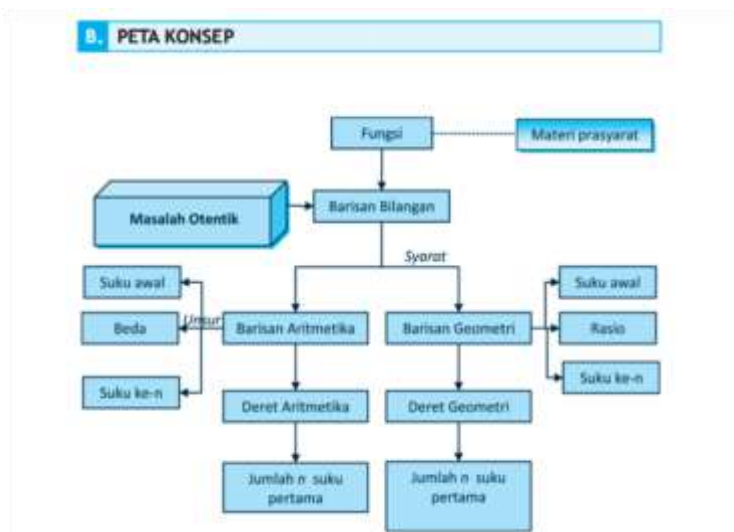 B. PETA KONSEP
Fungsi
Materi prasyarat
Masalah Otentik
Barisan Bilangan
Syarat
Suku awal
Suku awal
Beda
Unsur
Barisan Aritmetika
Barisan Geometri
Rasio
Suku ke-n
Suku ke-n
Deret Aritmetika
Deret Geometri
Jumlah n suku
pertama
Jumlah n suku
pertama